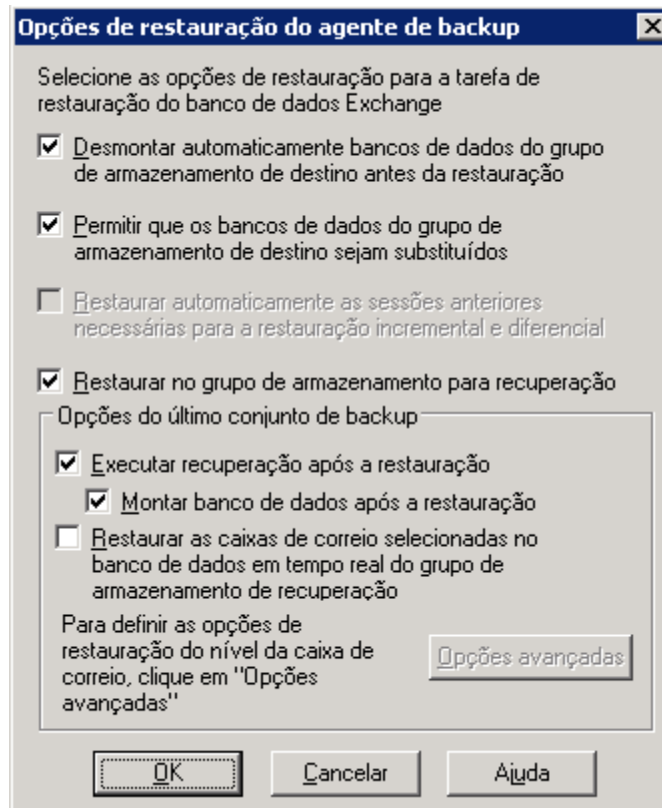 Opções de restauração do agente de backup
Selecione as opções de restauração para a tarefa de
restauração do banco de dados Exchange
Desmontar automaticamente bancos de dados do grupo
de armazenamento de destino antes da restauração
Permitir que os bancos de dados do grupo de
armazenamento de destino sejam substituídos
Restaurar automaticamente as sessões anteriores
necessárias para a restauração incremental e diferencial
Restaurar no grupo de armazenamento para recuperação
Opções do último conjunto de backup
Executar recuperação após a restauração
Montar banco de dados após a restauração
Restaurar as caixas de correio selecionadas no
banco de dados em tempo real do grupo de
armazenamento de recuperação
Para definir as opções de
restauração do nível da caixa de
correio, clique em "Opções
avançadas"
Opções avançadas
OK
Cancelar
Ajuda